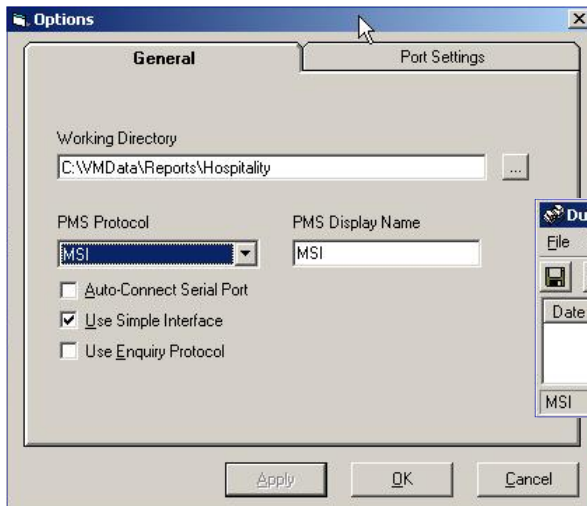 Options
General
Port Settings
Working Directory
C:\VMData\Reports\Hospitality
...
PMS Protocol
PMS Display Name
MSI
MSI
Auto-Connect Serial Port
Use Simple Interface
Use Enquiry Protocol
Apply
OK
Cancel
Du
File
Date
MSI